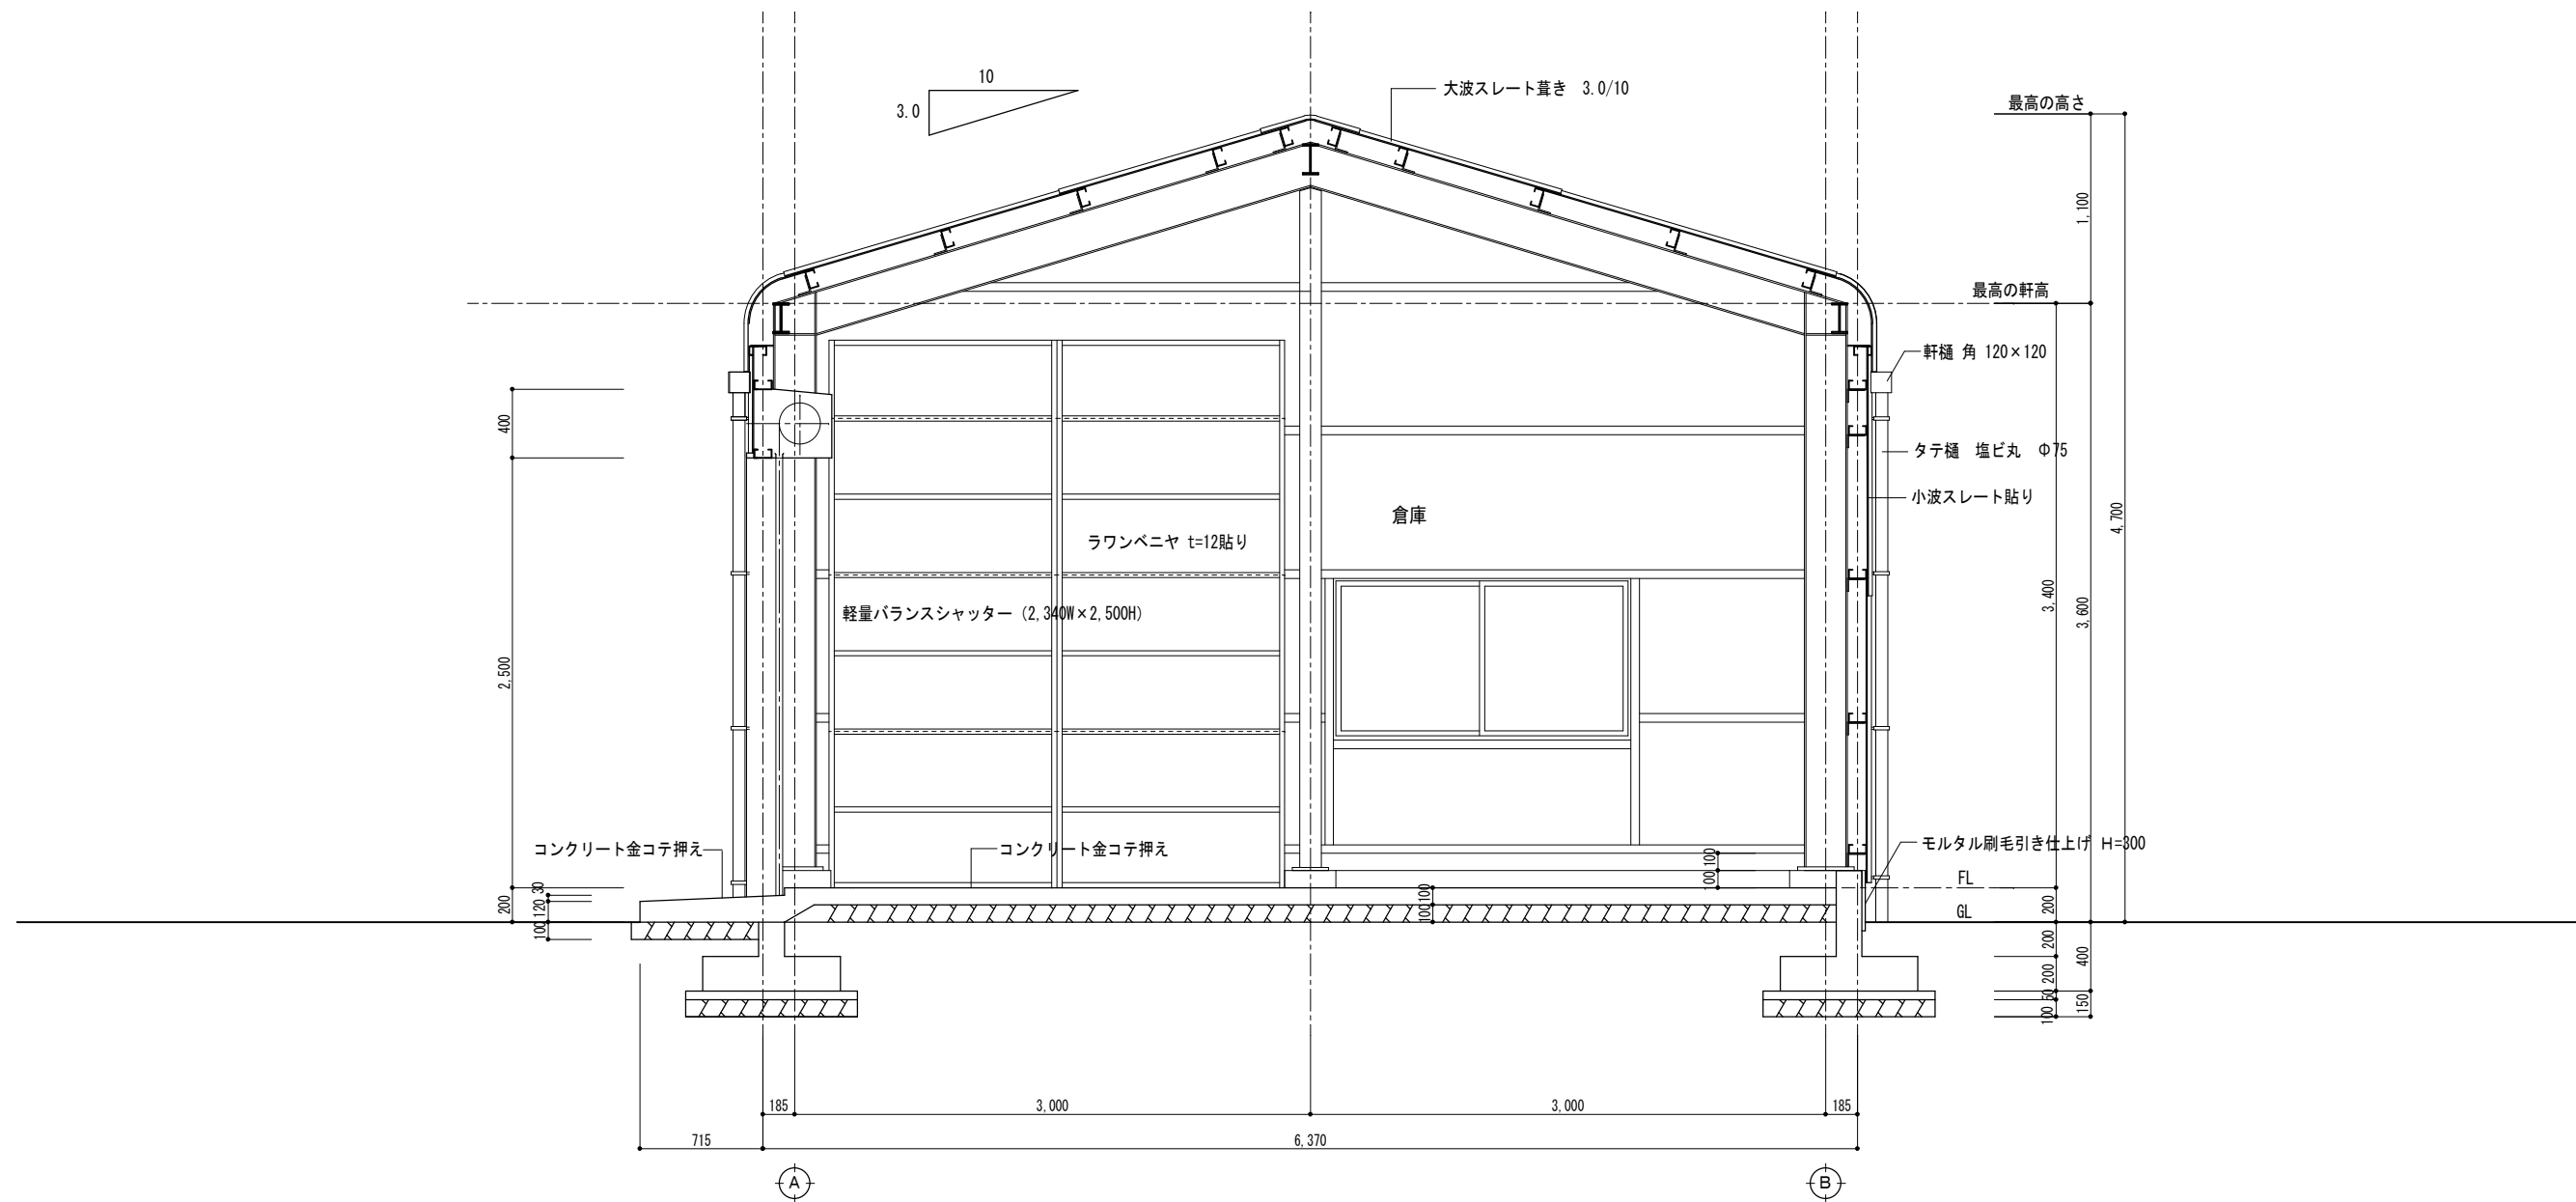 10
3.0
大波スレート葺き 3.0/10
最高の高さ
1,100
最高の軒高
軒樋 角 120×120
タテ樋 塩ビ丸 Φ75
小波スレート貼り
倉庫
ラワンベニヤ t=12貼り
軽量バランスシャッター (2,340W×2,500H)
400
2,500
200
30
120
100
3,400
3,600
4,700
コンクリート金コテ押え
コンクリート金コテ押え
モルタル刷毛引き仕上げ H=300
100
100
100
100
FL
GL
200
200
200
50
100
400
150
185
3,000
3,000
185
715
6,370
A
B